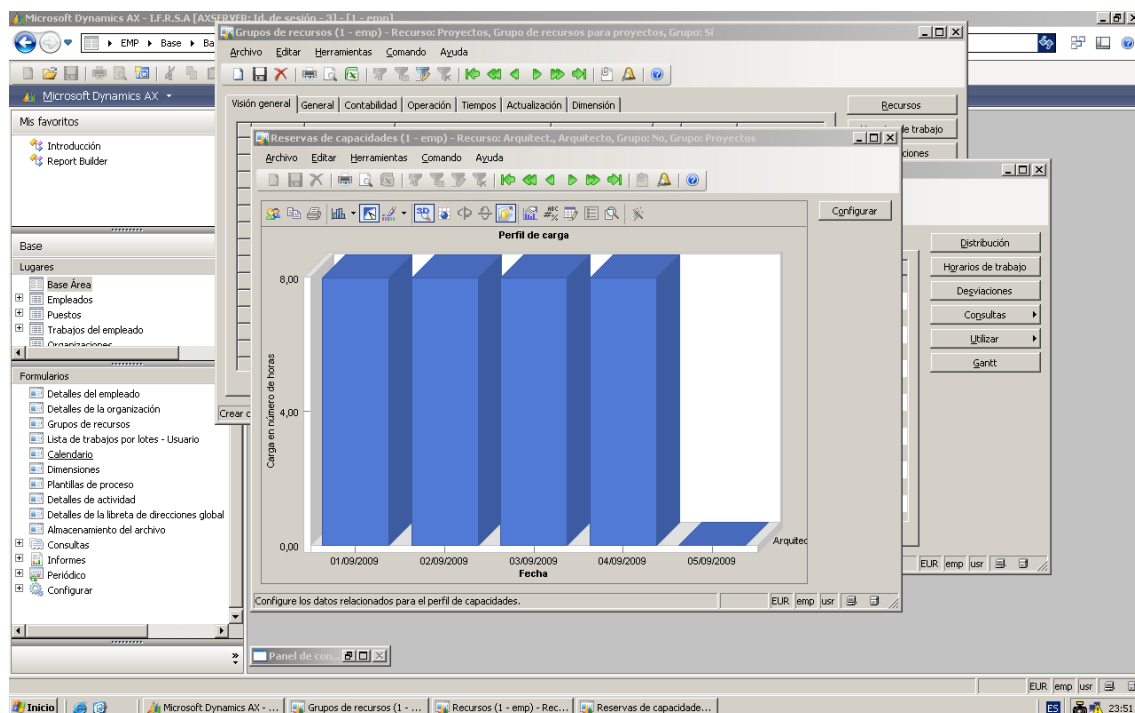 Microsoft Dynamics AX - I.F.R.S.A [AXSERVER: Id. de sesión - 3] - [1 - emp]
EMP Base Ba
Microsoft Dynamics AX
Mis favoritos
Introducción
Report Builder
Base
Lugares
Base Área
Empleados
Puestos
Trabajos del empleado
Organizaciones
Formularios
Detalles del empleado
Detalles de la organización
Grupos de recursos
Lista de trabajos por lotes - Usuario
Calendario
Dimensiones
Plantillas de proceso
Detalles de actividad
Detalles de la libreta de direcciones global
Almacenamiento del archivo
Consultas
Informes
Periódico
Configurar
Grupos de recursos (1 - emp) - Recurso: Proyectos, Grupo de recursos para proyectos, Grupo: Sí
Archivo Editar Herramientas Comando Ayuda
Visión general General Contabilidad Operación Tiempos Actualización Dimensión
Recursos
de trabajo
ciones
Crear
Reservas de capacidades (1 - emp) - Recurso: Arquitect., Arquitecto, Grupo: No, Grupo: Proyectos
Archivo Editar Herramientas Comando Ayuda
3D
ABC
Configurar
Perfil de carga
Carga en número de horas
8,00
4,00
0,00
Arquitec
01/09/2009 02/09/2009 03/09/2009 04/09/2009 05/09/2009
Fecha
Configure los datos relacionados para el perfil de capacidades.
EUR emp usr
Distribución
Horarios de trabajo
Desviaciones
Consultas
Utilizar
Gantt
EUR emp usr
Panel de con...
EUR emp usr
Inicio Microsoft Dynamics AX - ... Grupos de recursos (1 - ... Recursos (1 - emp) - Rec... Reservas de capacidade... ES 23:51